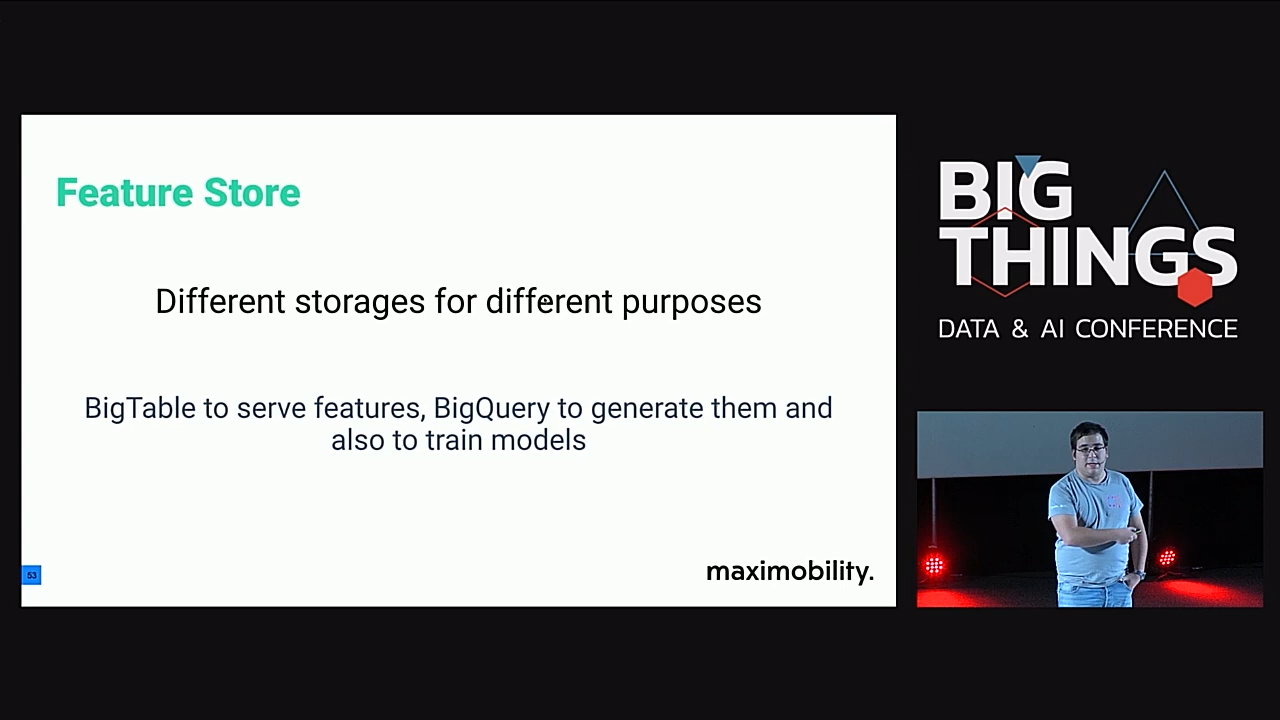 Feature Store
Different storages for different purposes
BigTable to serve features, BigQuery to generate them and
also to train models
53
maximobility.
BIG
THINGS
DATA & AI CONFERENCE